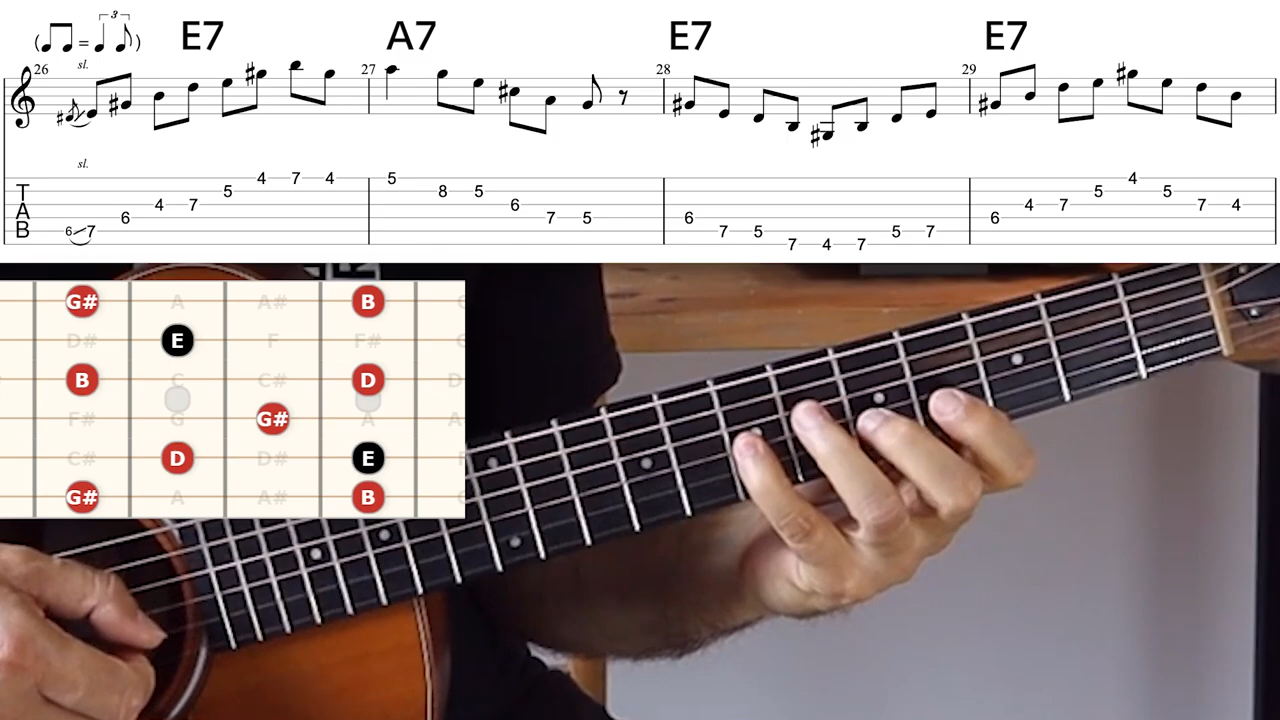 3
( = ) E7 A7 E7 E7
26 sl. 27 28 29
sl.
T
A
B
4 7 4 5 4
5 8 5 5 5
4 7 6 4 7 7 4
6 7 5 6 6
6 7 7 5 5 7
7 4 7
G# A A# B
D# E F F#
B C C# D
F# G G# A
C# D D# E
G# A A# B